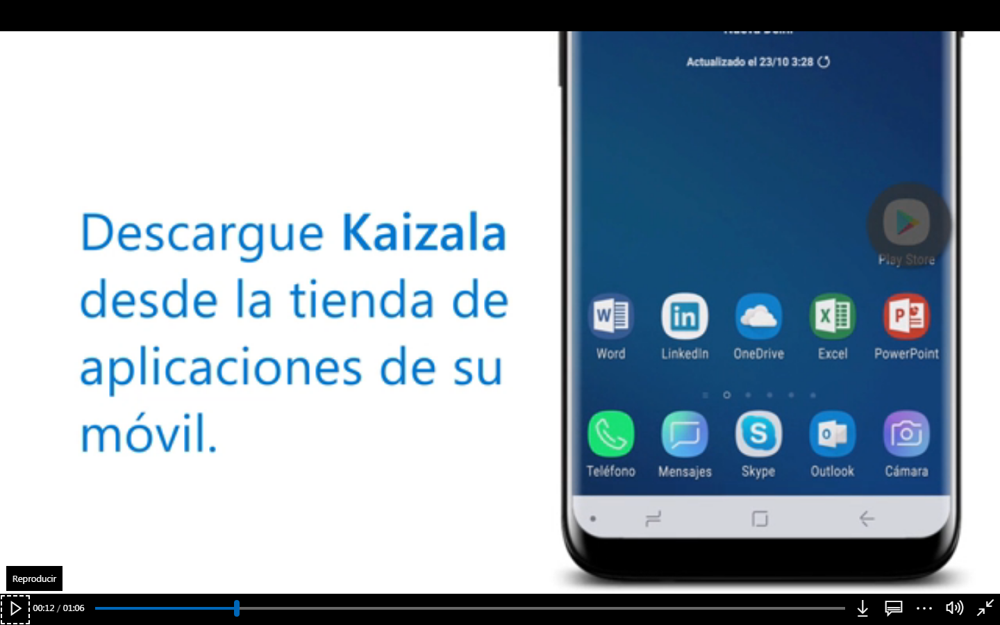 Actualizado el 23/10 3:28
Descargue Kaizala
desde la tienda de
aplicaciones de su
móvil.
Play Store
Word LinkedIn OneDrive Excel PowerPoint
Teléfono Mensajes Skype Outlook Cámara
Reproducir
00:12 / 01:06